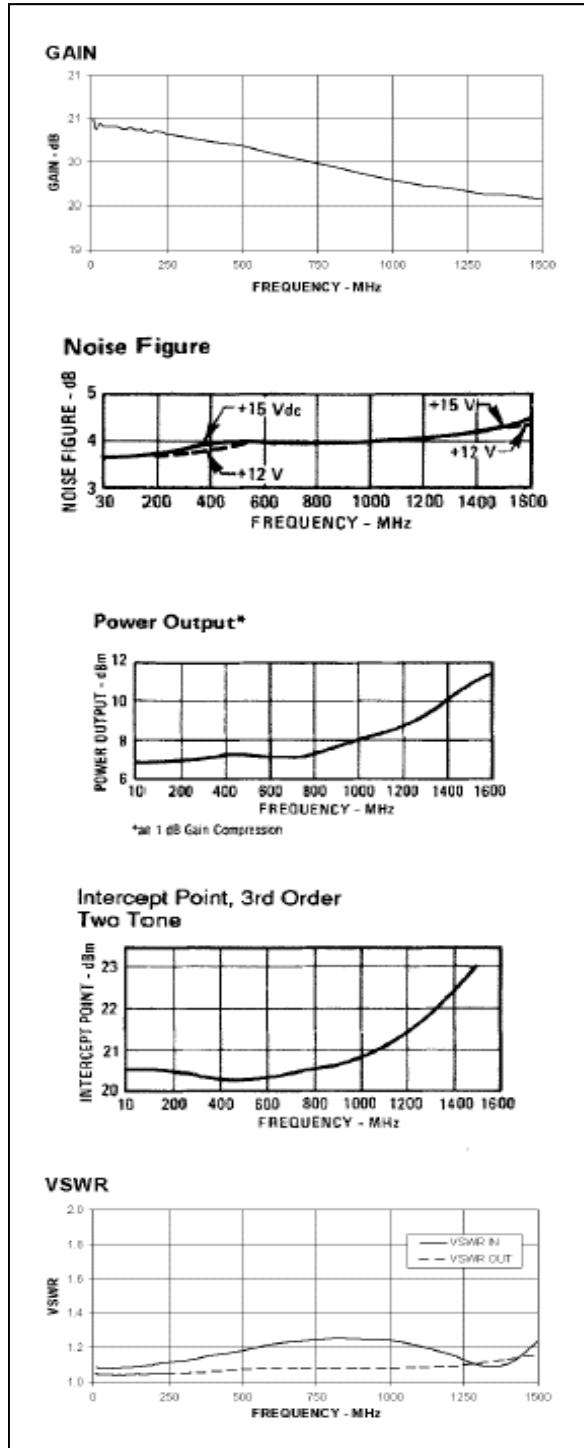 GAIN
21
21
20
20
19
GAIN - dB
0 250 500 750 1000 1250 1500
FREQUENCY - MHz
Noise Figure
5
4
3
NOISE FIGURE - dB
+15 Vdc
+12 V
+15 V
+12 V
30 200 400 600 800 1000 1200 1400 1600
FREQUENCY - MHz
Power Output*
12
10
8
6
POWER OUTPUT - dBm
10 200 400 600 800 1000 1200 1400 1600
FREQUENCY - MHz
*at 1 dB Gain Compression
Intercept Point, 3rd Order
Two Tone
23
22
21
20
INTERCEPT POINT - dBm
10 200 400 600 800 1000 1200 1400 1600
FREQUENCY - MHz
VSWR
2.0
1.8
1.6
1.4
1.2
1.0
VSWR
VSWR IN
VSWR OUT
0 250 500 750 1000 1250 1500
FREQUENCY - MHz